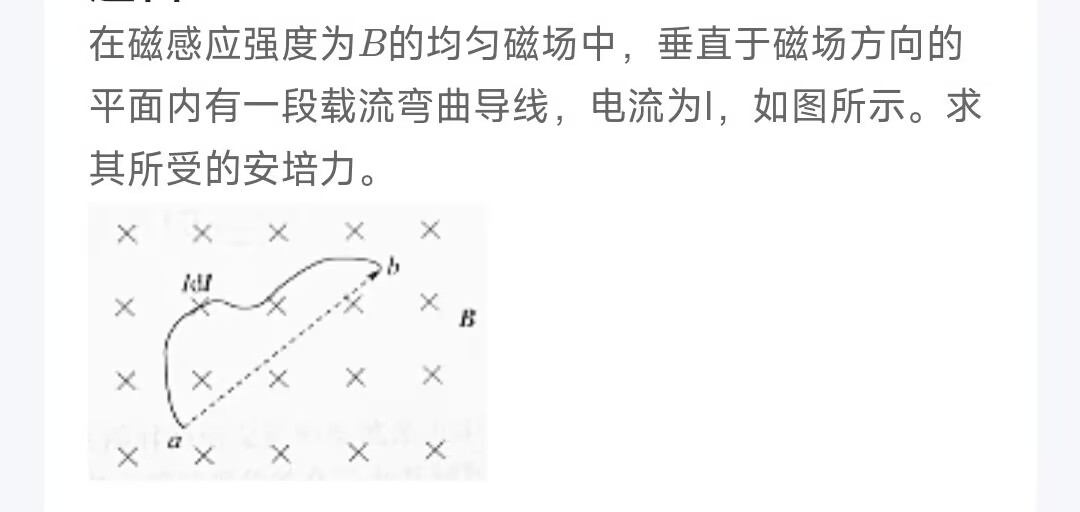 在磁感应强度为B的均匀磁场中，垂直于磁场方向的
平面内有一段载流弯曲导线，电流为I，如图所示。求
其所受的安培力。
b
Idl
B
a